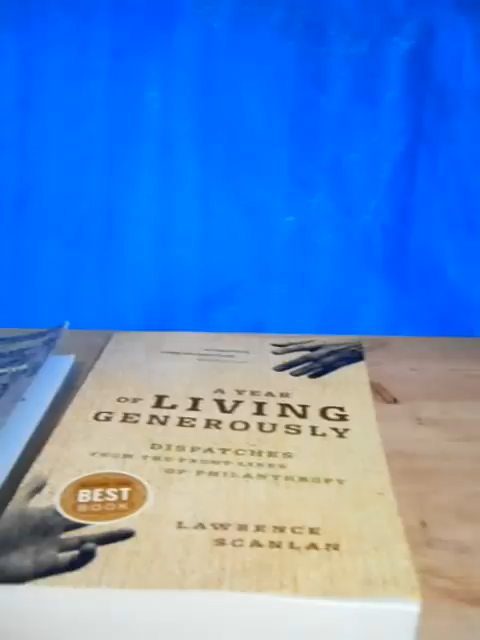 A YEAR
OF LIVING
GENEROUSLY
DISPATCHES
FROM THE FRONT LINES
OF PHILANTHROPY
BEST
BOOK
LAWRENCE
SCANLAN